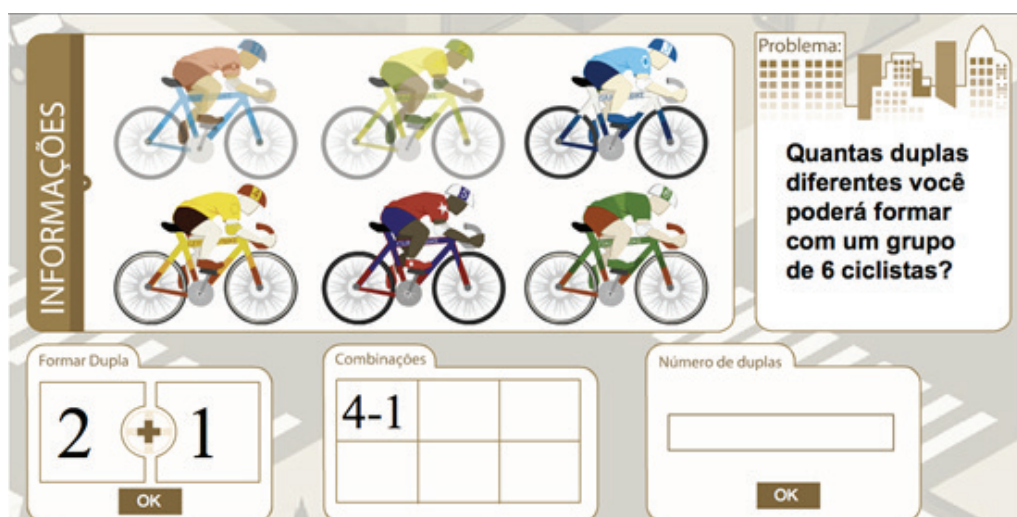 INFORMAÇÕES
Problema:
Quantas duplas
diferentes você
poderá formar
com um grupo
de 6 ciclistas?
Formar Dupla
2 + 1
OK
Combinações
4-1
Número de duplas
OK